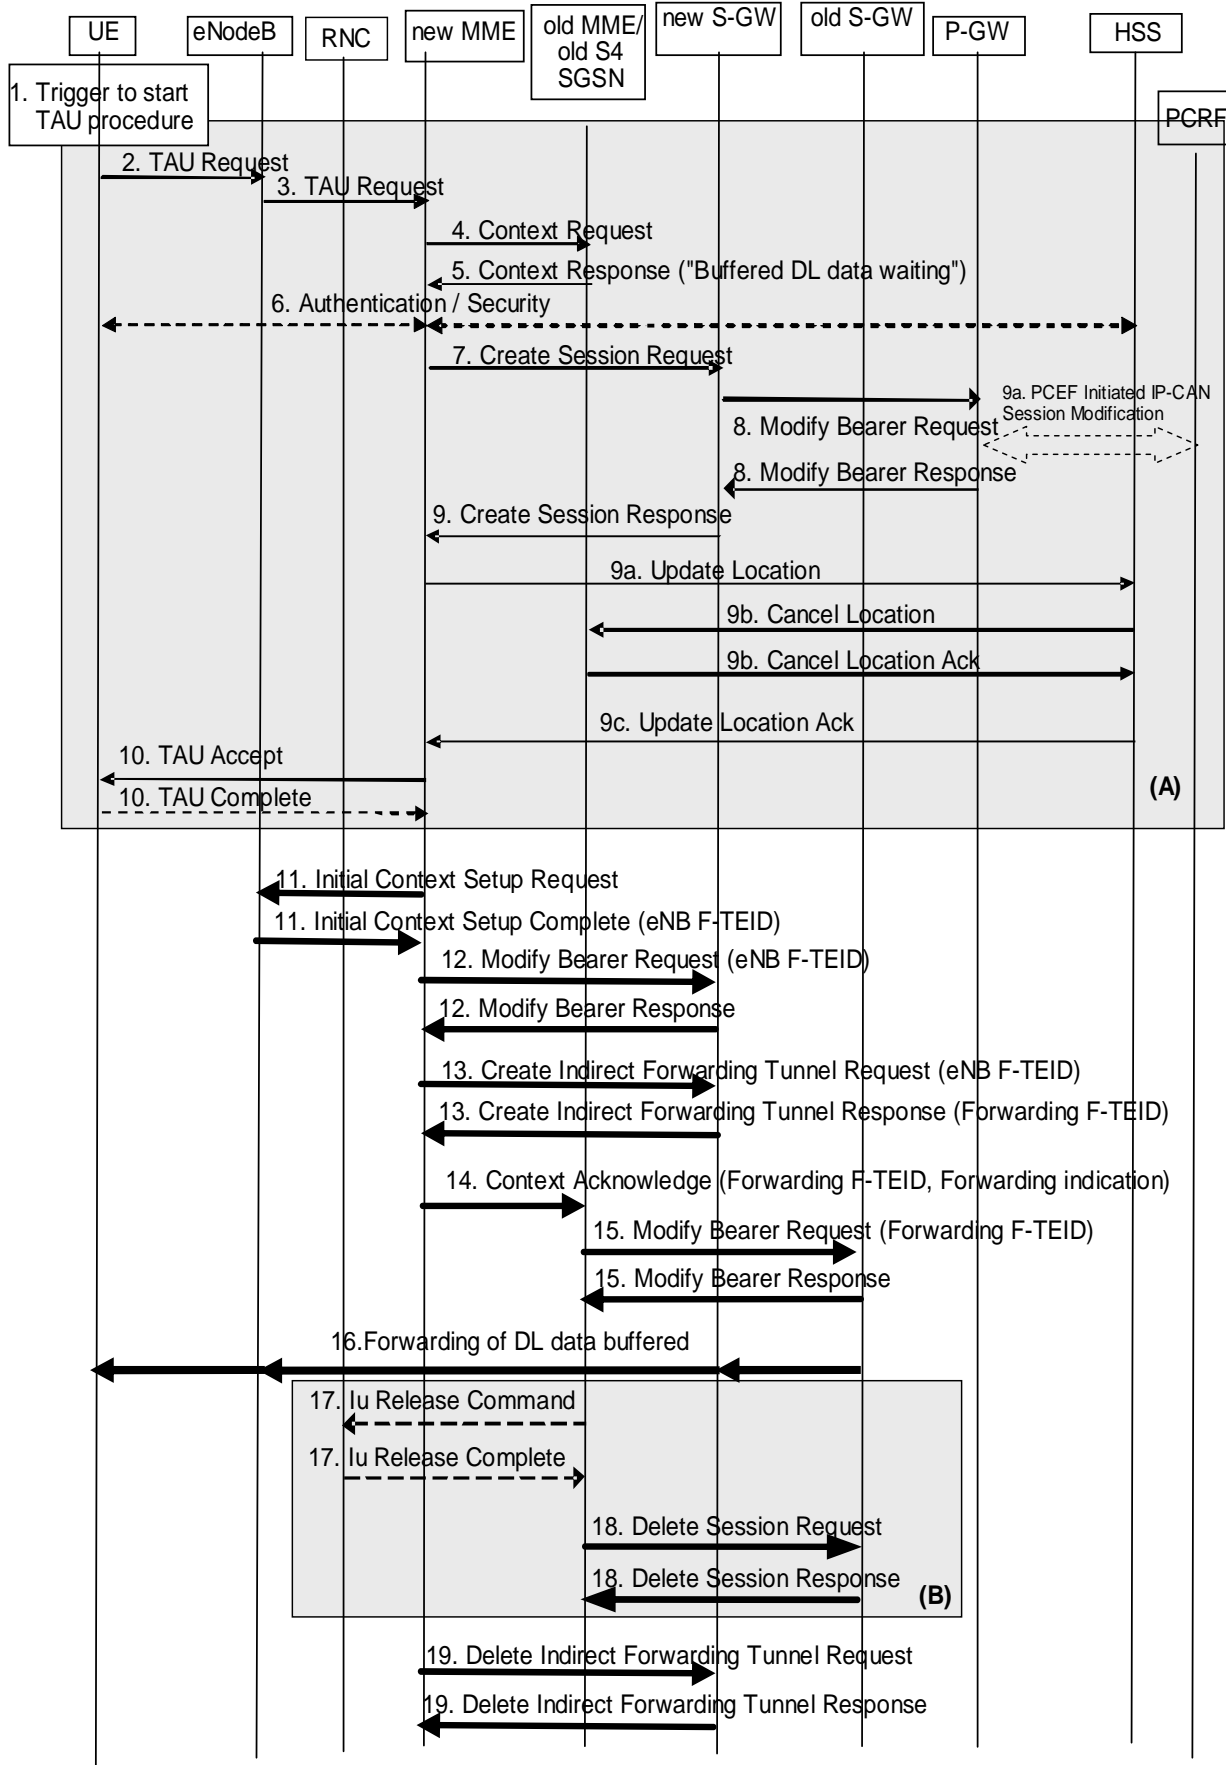 UE
eNodeB
RNC
new MME
old MME/
old S4
SGSN
new S-GW
old S-GW
P-GW
HSS
PCRF
1. Trigger to start
TAU procedure
2. TAU Request
3. TAU Request
4. Context Request
5. Context Response ("Buffered DL data waiting")
6. Authentication / Security
7. Create Session Request
9a. PCEF Initiated IP-CAN
Session Modification
8. Modify Bearer Request
8. Modify Bearer Response
9. Create Session Response
9a. Update Location
9b. Cancel Location
9b. Cancel Location Ack
9c. Update Location Ack
10. TAU Accept
10. TAU Complete
(A)
11. Initial Context Setup Request
11. Initial Context Setup Complete (eNB F-TEID)
12. Modify Bearer Request (eNB F-TEID)
12. Modify Bearer Response
13. Create Indirect Forwarding Tunnel Request (eNB F-TEID)
13. Create Indirect Forwarding Tunnel Response (Forwarding F-TEID)
14. Context Acknowledge (Forwarding F-TEID, Forwarding indication)
15. Modify Bearer Request (Forwarding F-TEID)
15. Modify Bearer Response
16.Forwarding of DL data buffered
17. Iu Release Command
17. Iu Release Complete
18. Delete Session Request
18. Delete Session Response
(B)
19. Delete Indirect Forwarding Tunnel Request
19. Delete Indirect Forwarding Tunnel Response